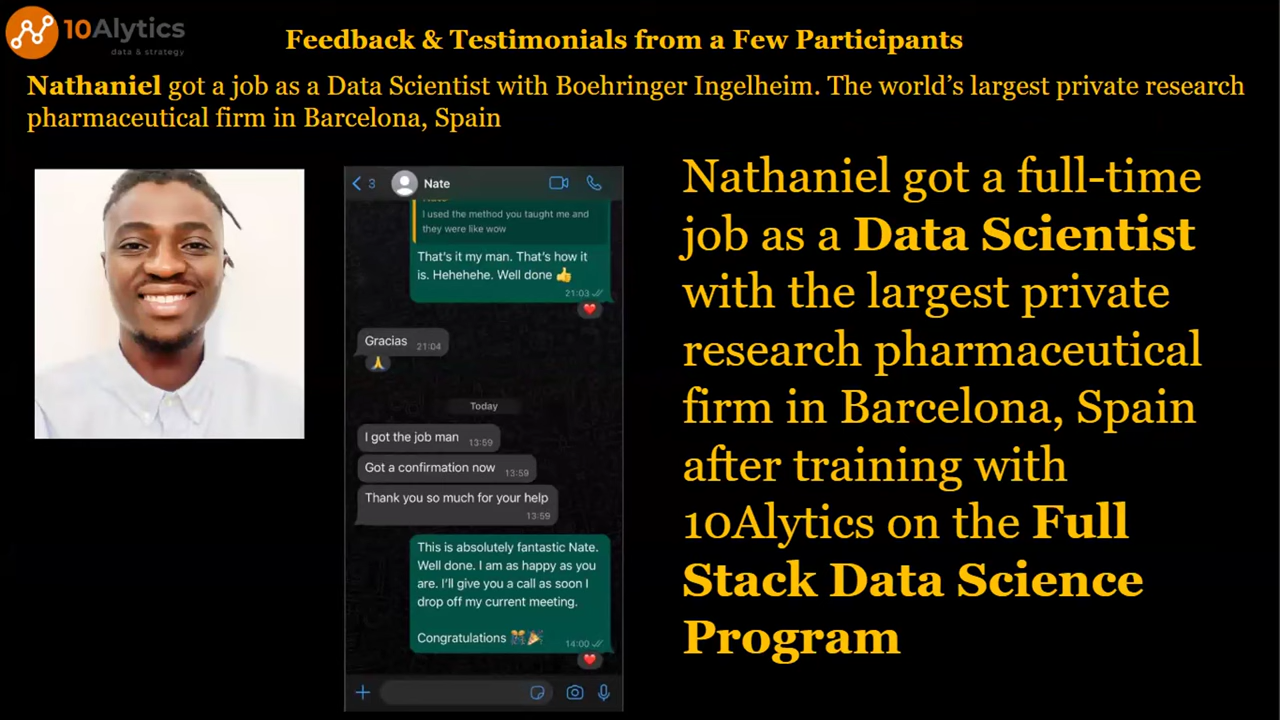 10Alytics
data & strategy
Feedback & Testimonials from a Few Participants
Nathaniel got a job as a Data Scientist with Boehringer Ingelheim. The world’s largest private research
pharmaceutical firm in Barcelona, Spain
3
Nate
I used the method you taught me and
they were like wow
That's it my man. That's how it
is. Hehehehe. Well done 👍
21:03
Gracias
21:04
Today
I got the job man
13:59
Got a confirmation now
13:59
Thank you so much for your help
13:59
This is absolutely fantastic Nate.
Well done. I am as happy as you
are. I'll give you a call as soon I
drop off my current meeting.
Congratulations 🎊🎉
14:00
Nathaniel got a full-time
job as a Data Scientist
with the largest private
research pharmaceutical
firm in Barcelona, Spain
after training with
10Alytics on the Full
Stack Data Science
Program